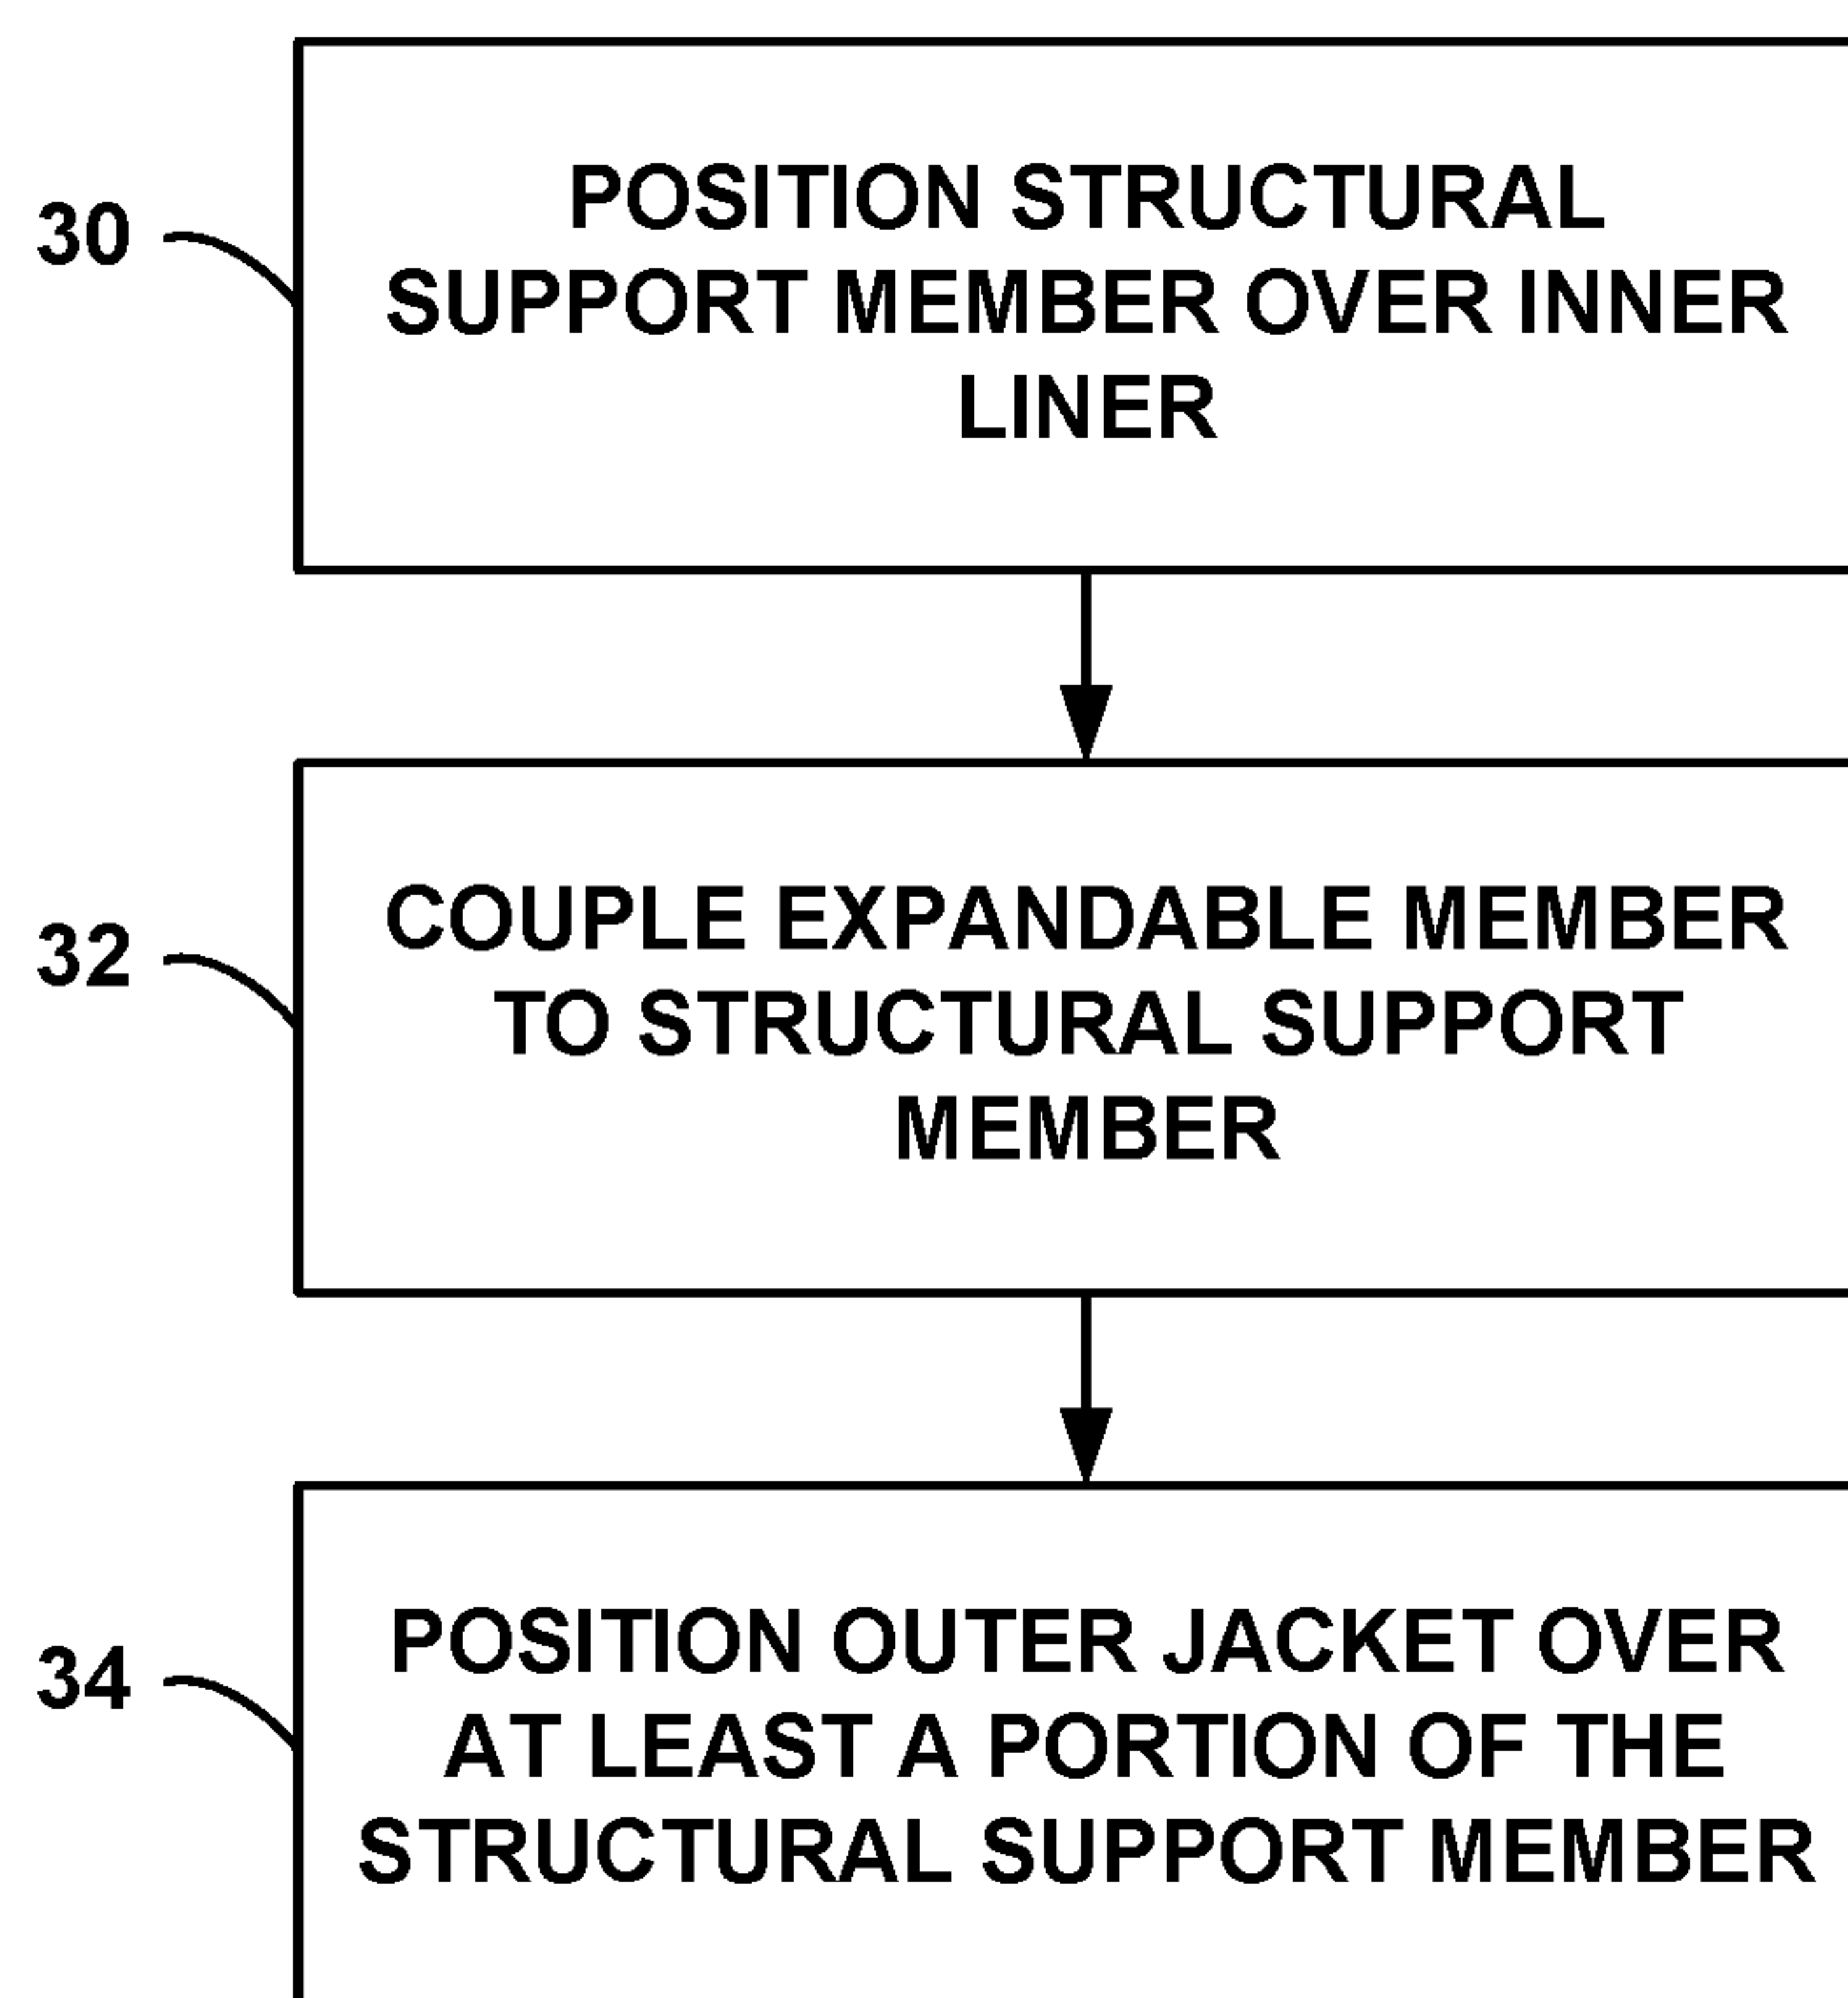 30
POSITION STRUCTURAL
SUPPORT MEMBER OVER INNER
LINER
32
COUPLE EXPANDABLE MEMBER
TO STRUCTURAL SUPPORT
MEMBER
34
POSITION OUTER JACKET OVER
AT LEAST A PORTION OF THE
STRUCTURAL SUPPORT MEMBER